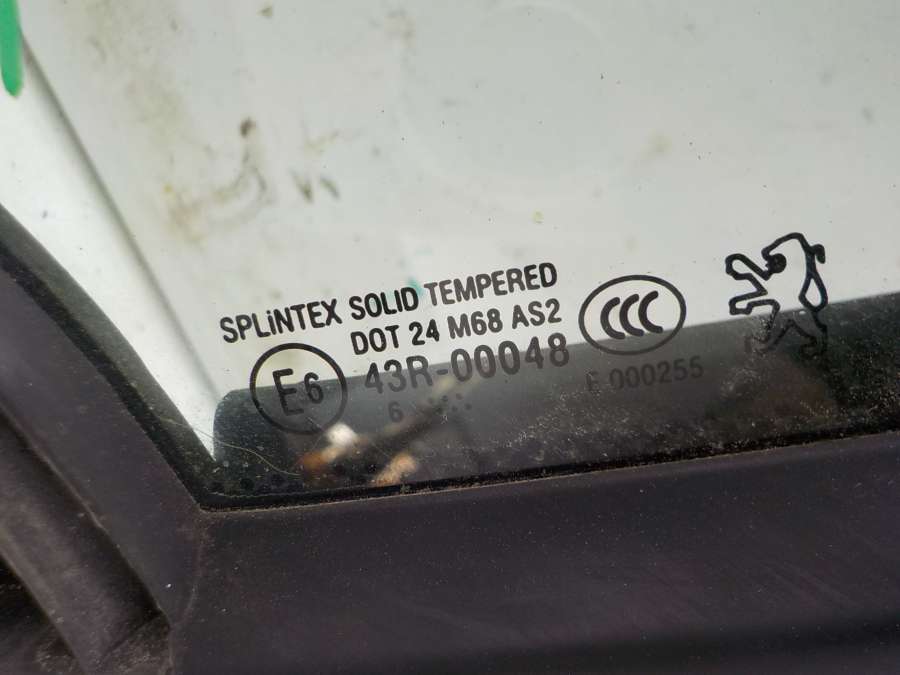 SPLiNTEX SOLID TEMPERED
DOT 24 M68 AS2
E6 43R-00048
CCC
E 000255
6